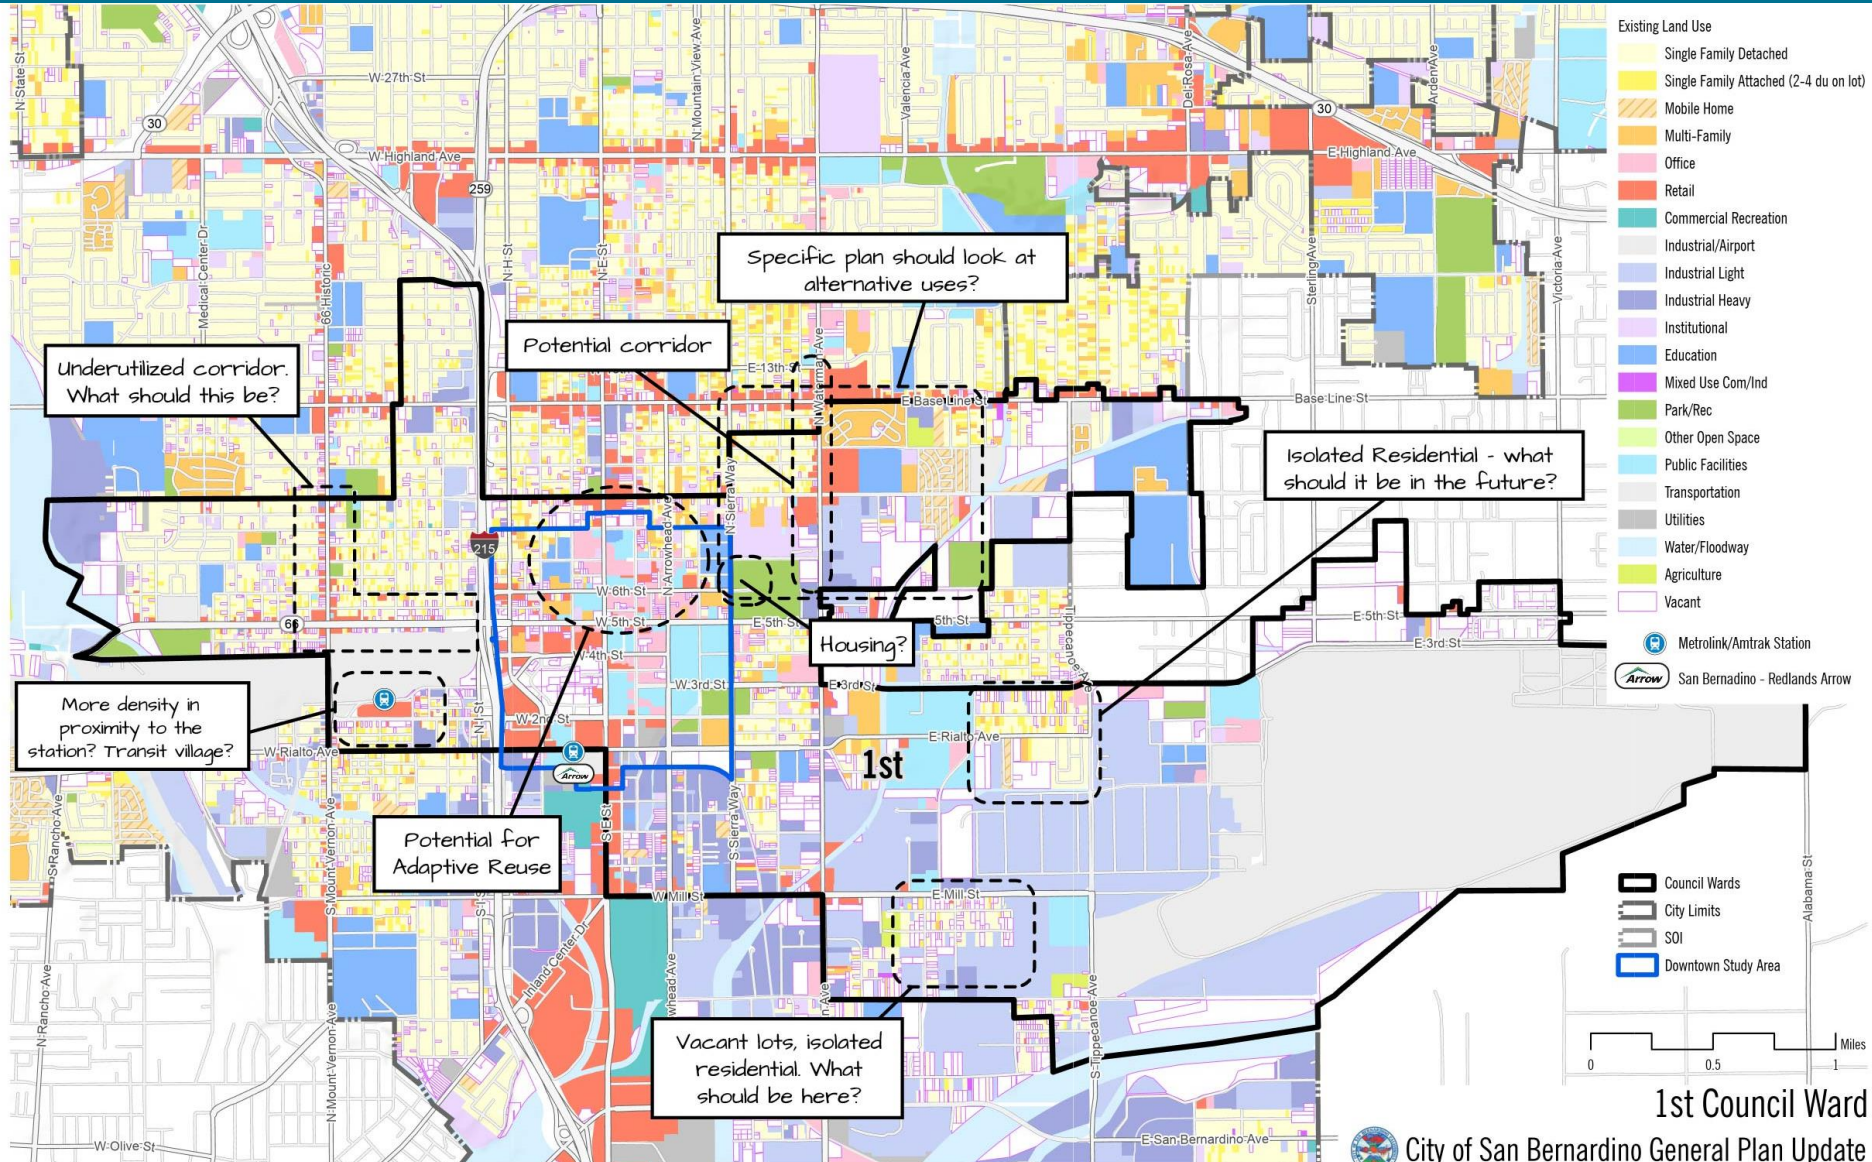 Existing Land Use
Single Family Detached
Single Family Attached (2-4 du on lot)
Mobile Home
Multi-Family
Office
Retail
Commercial Recreation
Industrial/Airport
Industrial Light
Industrial Heavy
Institutional
Education
Mixed Use Com/Ind
Park/Rec
Other Open Space
Public Facilities
Transportation
Utilities
Water/Floodway
Agriculture
Vacant
Metrolink/Amtrak Station
Arrow
San Bernadino - Redlands Arrow
Council Wards
City Limits
SOI
Downtown Study Area
Miles
0
0.5
1
1st Council Ward
City of San Bernardino General Plan Update
N State St
W 27th St
N Mountain View Ave
Valencia Ave
Del Rosa Ave
Arden Ave
30
30
W Highland Ave
E Highland Ave
259
Medical Center Dr
66 Historic
N H St
N E St
Sterling Ave
Victoria Ave
Specific plan should look at
alternative uses?
Potential corridor
Underutilized corridor.
What should this be?
E 13th St
N Waterman Ave
E Base Line St
Base Line St
Isolated Residential - what
should it be in the future?
N Sierra Way
N Arrowhead Ave
215
W 6th St
W 5th St
66
E 5th St
5th St
E 5th St
E 3rd St
Tippecanoe Ave
Housing?
W 4th St
W 3rd St
E 3rd St
More density in
proximity to the
station? Transit village?
N I St
W 2nd St
W Rialto Ave
E Rialto Ave
Arrow
1st
S Rancho Ave
S Mount Vernon Ave
S E St
S Sierra Way
Potential for
Adaptive Reuse
S I S
W Mill St
E Mill St
Alabama St
Inland Center Dr
whead Ave
n Ave
S Tippecanoe Ave
N Rancho Ave
N Mount Vernon Ave
Vacant lots, isolated
residential. What
should be here?
W Olive St
E San Bernardino Ave